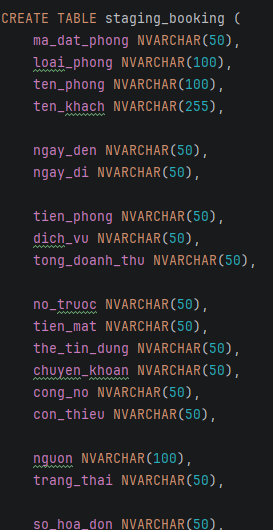 CREATE TABLE staging_booking (
ma_dat_phong NVARCHAR(50),
loai_phong NVARCHAR(100),
ten_phong NVARCHAR(100),
ten_khach NVARCHAR(255),
ngay_den NVARCHAR(50),
ngay_di NVARCHAR(50),
tien_phong NVARCHAR(50),
dich_vu NVARCHAR(50),
tong_doanh_thu NVARCHAR(50),
no_truoc NVARCHAR(50),
tien_mat NVARCHAR(50),
the_tin_dung NVARCHAR(50),
chuyen_khoan NVARCHAR(50),
cong_no NVARCHAR(50),
con_thieu NVARCHAR(50),
nguon NVARCHAR(100),
trang_thai NVARCHAR(50),
so_hoa_don NVARCHAR(50),